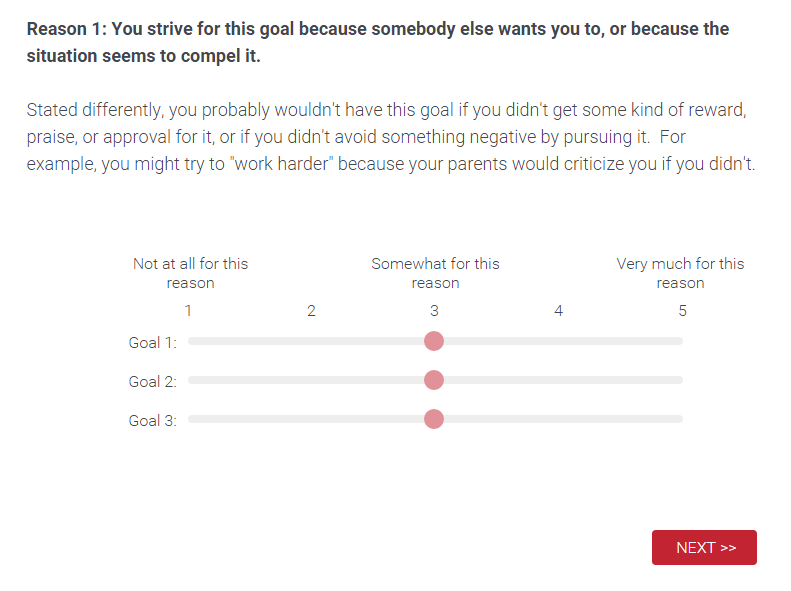 Reason 1: You strive for this goal because somebody else wants you to, or because the
situation seems to compel it.
Stated differently, you probably wouldn't have this goal if you didn't get some kind of reward,
praise, or approval for it, or if you didn't avoid something negative by pursuing it.  For
example, you might try to "work harder" because your parents would criticize you if you didn't.
Not at all for this
reason
Somewhat for this
reason
Very much for this
reason
1 2 3 4 5
Goal 1:
Goal 2:
Goal 3:
NEXT >>